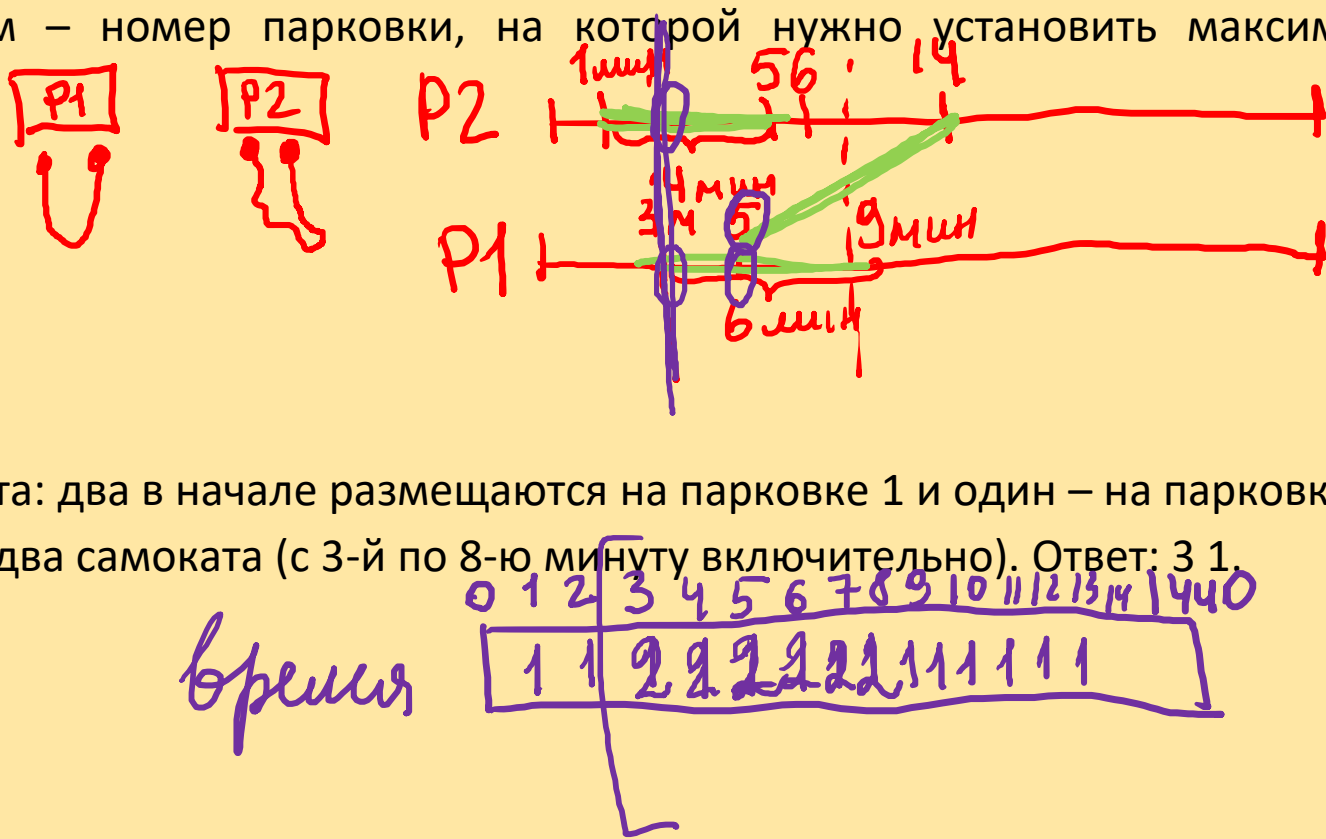 м – номер парковки, на которой нужно установить максим
P1 P2 P2 1мин 5 6 14
4мин
3м 5 9мин
P1
6мин
та: два в начале размещаются на парковке 1 и один – на парковк
два самоката (с 3-й по 8-ю минуту включительно). Ответ: 3 1.
0 1 2 3 4 5 6 7 8 9 10 11 12 13 14 1440
время 1 1 2 2 2 2 2 2 1 1 1 1 1